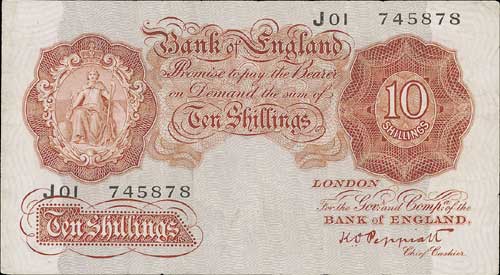 J01 745878
Bank of England
Promise to pay the Bearer
on Demand the sum of
Ten Shillings
10
SHILLINGS
J01 745878
Ten Shillings
LONDON
For the Gov: and Comp: of the
BANK of ENGLAND.
K O Peppiatt
Chief Cashier.